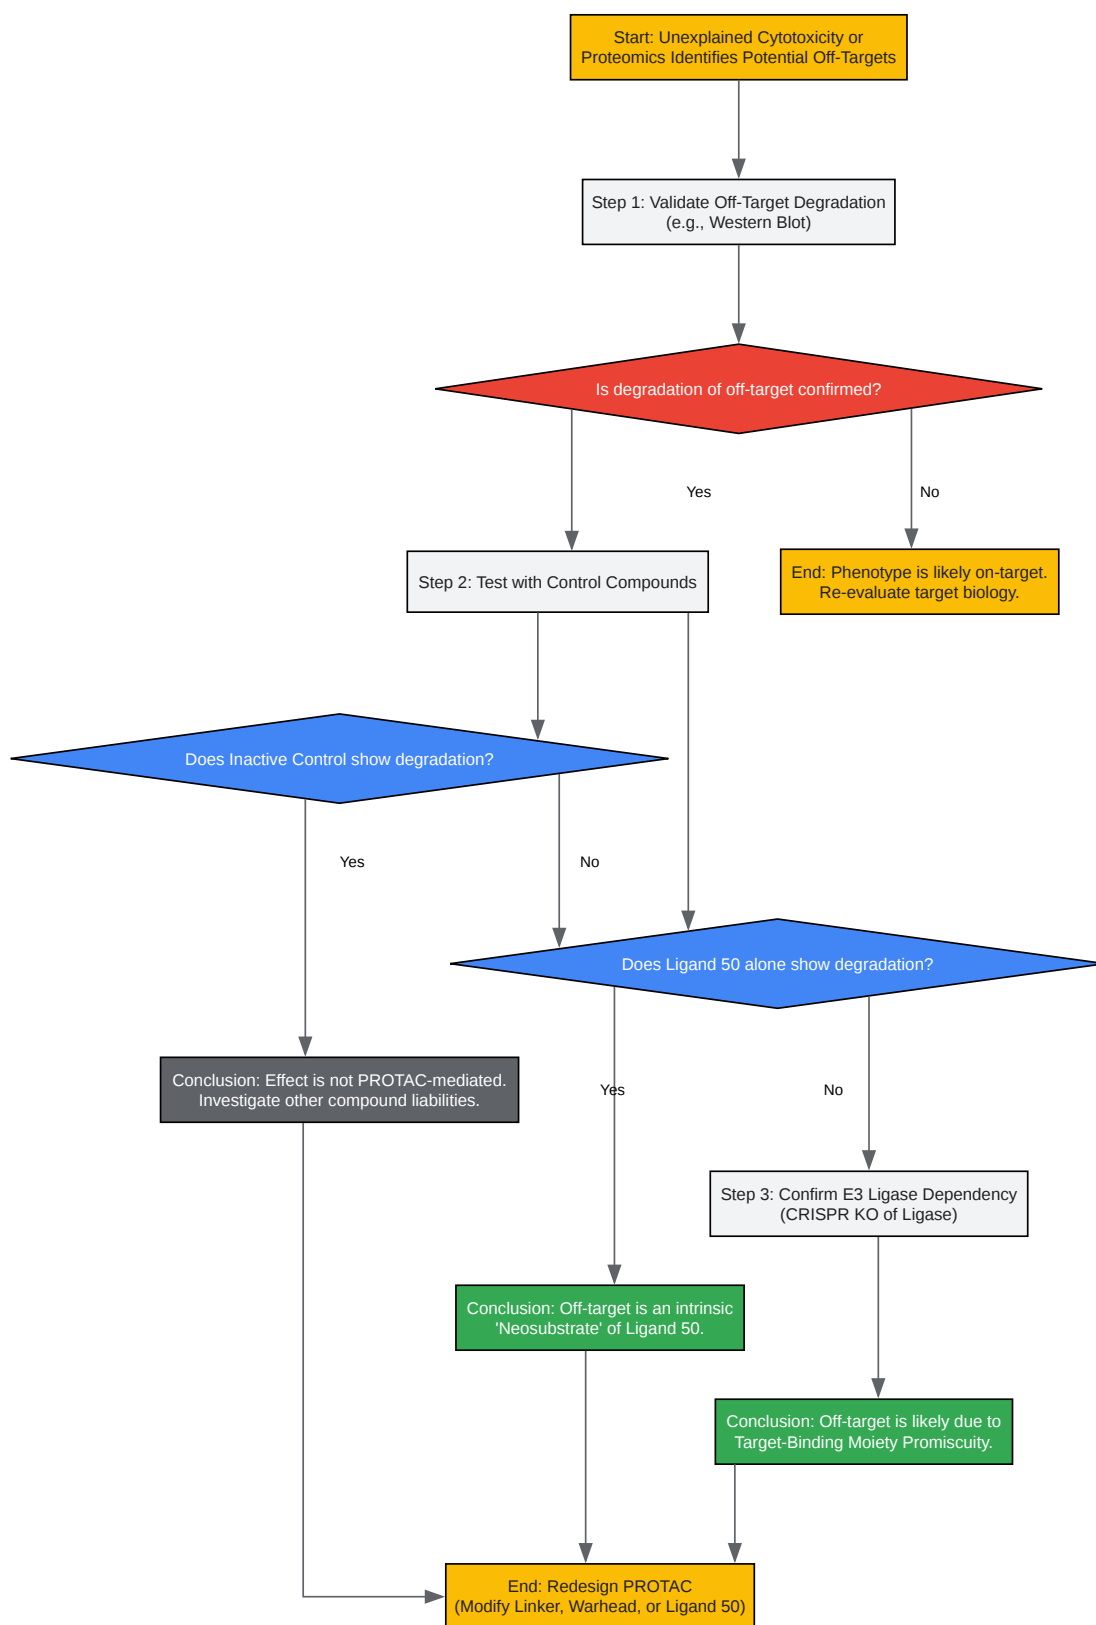 Start: Unexplained Cytotoxicity or
Proteomics Identifies Potential Off-Targets
Step 1: Validate Off-Target Degradation
(e.g., Western Blot)
Is degradation of off-target confirmed?
Yes
No
Step 2: Test with Control Compounds
End: Phenotype is likely on-target.
Re-evaluate target biology.
Does Inactive Control show degradation?
Yes
No
Does Ligand 50 alone show degradation?
Conclusion: Effect is not PROTAC-mediated.
Investigate other compound liabilities.
Yes
No
Step 3: Confirm E3 Ligase Dependency
(CRISPR KO of Ligase)
Conclusion: Off-target is an intrinsic
'Neosubstrate' of Ligand 50.
Conclusion: Off-target is likely due to
Target-Binding Moiety Promiscuity.
End: Redesign PROTAC
(Modify Linker, Warhead, or Ligand 50)